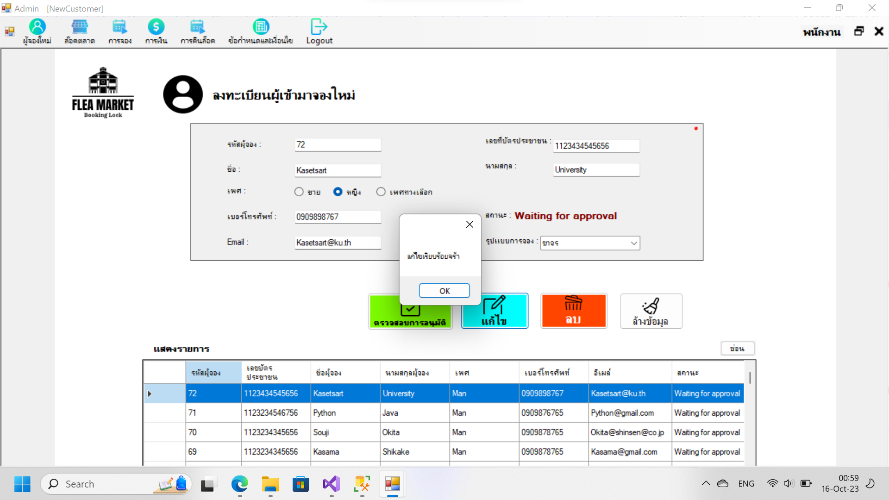 Admin [NewCustomer]
ผู้จองใหม่ ล็อตตลาด การจอง การเงิน การคืนล็อค ข้อกำหนดและเงื่อนไข Logout พนักงาน
FLEA MARKET
Booking Lock
ลงทะเบียนผู้เข้ามาจองใหม่
*
รหัสผู้จอง : 72 เลขที่บัตรประชาชน : 1123434545656
ชื่อ : Kasetsart นามสกุล : University
เพศ : ชาย หญิง เพศทางเลือก
เบอร์โทรศัพท์ : 0909898767 สถานะ : Waiting for approval
Email : Kasetsart@ku.th รูปแบบการจอง : ขาจร
แก้ไขเรียบร้อยจร้า
OK
ตรวจสอบการอนุมัติ แก้ไข ลบ ล้างข้อมูล
แสดงรายการ ซ่อน
รหัสผู้จอง เลขบัตรประชาชน ชื่อผู้จอง นามสกุลผู้จอง เพศ เบอร์โทรศัพท์ อีเมล์ สถานะ
72 1123434545656 Kasetsart University Man 0909898767 Kasetsart@ku.th Waiting for approval
71 1123234546756 Python Java Man 0909876765 Python@gmail.com Waiting for approval
70 1123234345656 Souji Okita Man 0909878765 Okita@shinsen@co.jp Waiting for approval
69 1123234345656 Kasama Shikake Man 0909876765 Kasama@gmail.com Waiting for approval
Search ENG 00:59
16-Oct-23